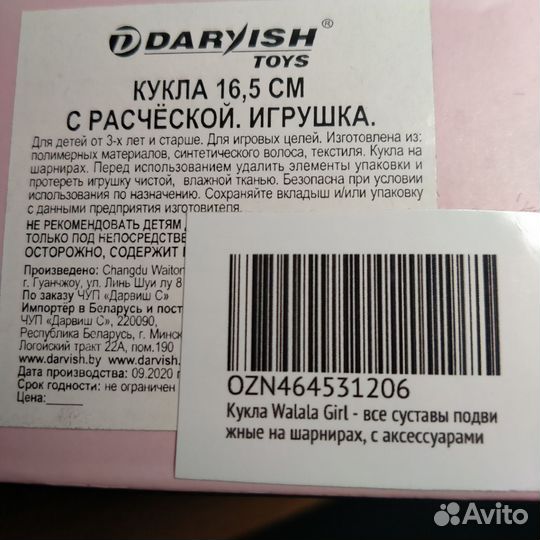 DARVISH®
TOYS
КУКЛА 16,5 СМ
С РАСЧЁСКОЙ. ИГРУШКА.
Для детей от 3-х лет и старше. Для игровых целей. Изготовлена из:
полимерных материалов, синтетического волоса, текстиля. Кукла на
шарнирах. Перед использованием удалить элементы упаковки и
протереть игрушку чистой, влажной тканью. Безопасна при условии
использования по назначению. Сохраняйте вкладыш и/или упаковку
с данными предприятия изготовителя.
НЕ РЕКОМЕНДОВАТЬ ДЕТЯМ
ТОЛЬКО ПОД НЕПОСРЕДСТВЕ
ОСТОРОЖНО, СОДЕРЖИТ
Произведено: Changdu Waiton
г. Гуанчжоу, ул. Линь Шуи лу 8
По заказу ЧУП «Дарвиш С»
Импортёр в Беларусь и пост
ЧУП «Дарвиш С», 220090,
Республика Беларусь, г. Минск
Логойский тракт 22А, пом.190
www.darvish.by www.darvish.
Дата производства: 09.2020 г
Срок годности: не ограничен
Цена:
OZN464531206
Кукла Walala Girl - все суставы подви
жные на шарнирах, с аксессуарами
Avito